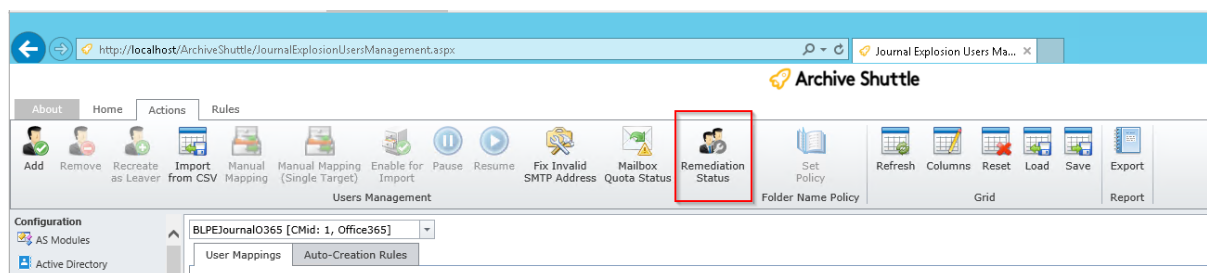 http://localhost/ArchiveShuttle/JournalExplosionUsersManagement.aspx
Journal Explosion Users Ma...
Archive Shuttle
About Home Actions Rules
Add Remove Recreate as Leaver Import from CSV Manual Mapping Manual Mapping (Single Target) Enable for Import Pause Resume Fix Invalid SMTP Address Mailbox Quota Status Remediation Status Set Policy Refresh Columns Reset Load Save Export
Users Management Folder Name Policy Grid Report
Configuration
BLPEJournalO365 [CMid: 1, Office365]
AS Modules
User Mappings Auto-Creation Rules
Active Directory